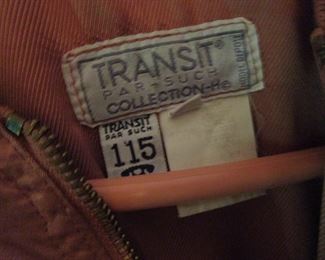 TRANSIT®
PAR-SUCH
COLLECTION-He
TRANSIT
PAR SUCH
115